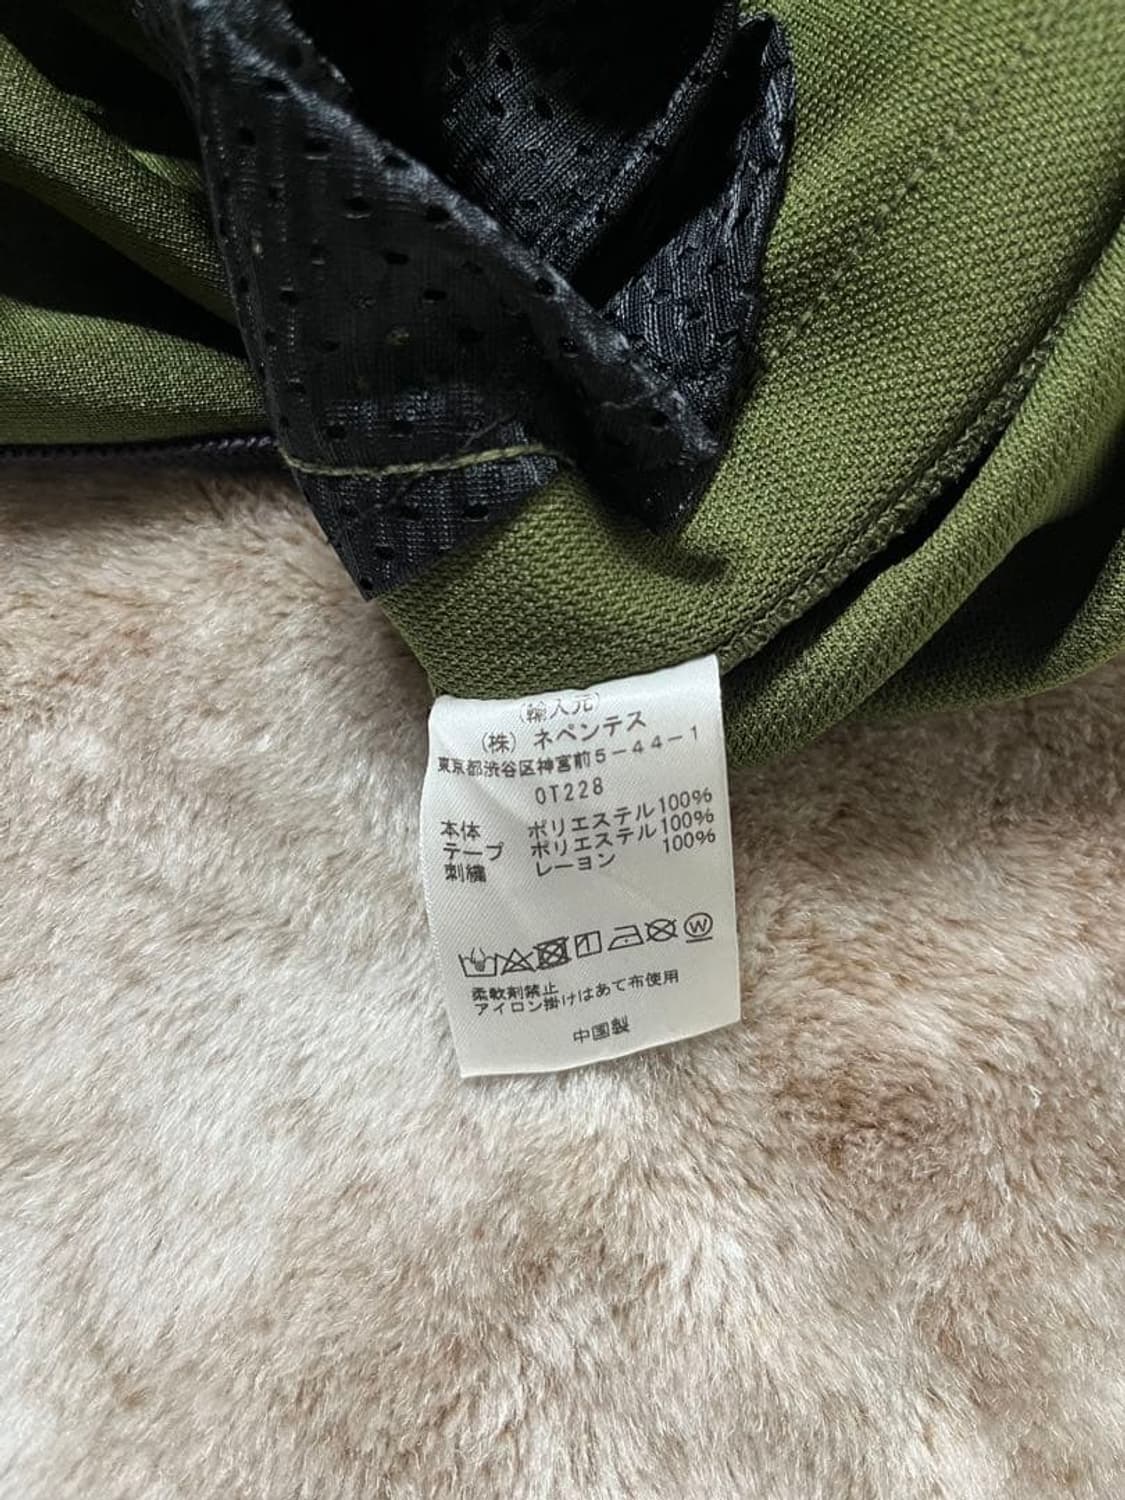 (輸入元)
(株) ネペンテス
東京都渋谷区神宮前5-44-1
OT228
本体 ポリエステル100%
テープ ポリエステル100%
刺繍 レーヨン 100%
W
柔軟剤禁止
アイロン掛けはあて布使用
中国製